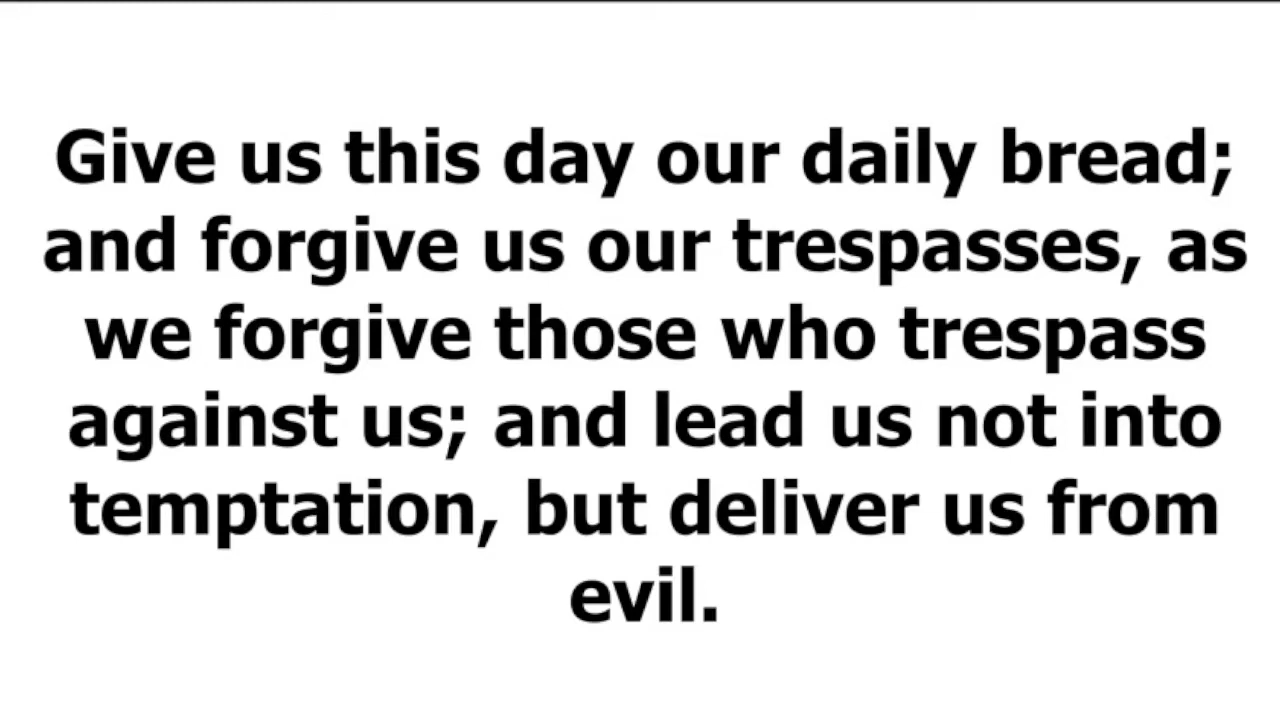 Give us this day our daily bread;
and forgive us our trespasses, as
we forgive those who trespass
against us; and lead us not into
temptation, but deliver us from
evil.